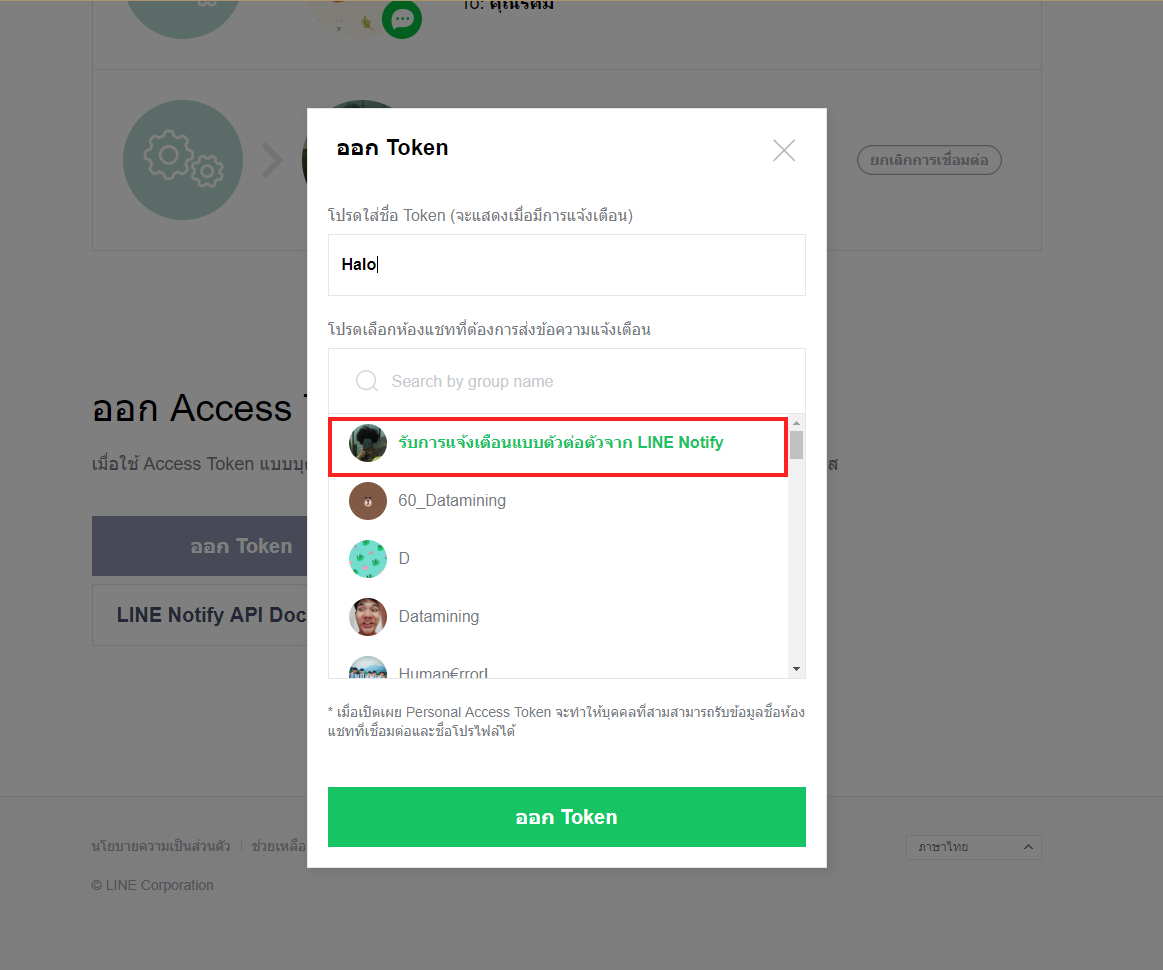 To: คุณรัตม์
ยกเลิกการเชื่อมต่อ
ออก Token
โปรดใส่ชื่อ Token (จะแสดงเมื่อมีการแจ้งเตือน)
Halo
โปรดเลือกห้องแชทที่ต้องการส่งข้อความแจ้งเตือน
Search by group name
รับการแจ้งเตือนแบบตัวต่อตัวจาก LINE Notify
60_Datamining
D
Datamining
Human€rror!
* เมื่อเปิดเผย Personal Access Token จะทำให้บุคคลที่สามสามารถรับข้อมูลชื่อห้อง
แชทที่เชื่อมต่อและชื่อโปรไฟล์ได้
ออก Token
ออก Access
เมื่อใช้ Access Token แบบบุ
ส
ออก Token
LINE Notify API Doc
นโยบายความเป็นส่วนตัว
ช่วยเหลือ
ภาษาไทย
© LINE Corporation